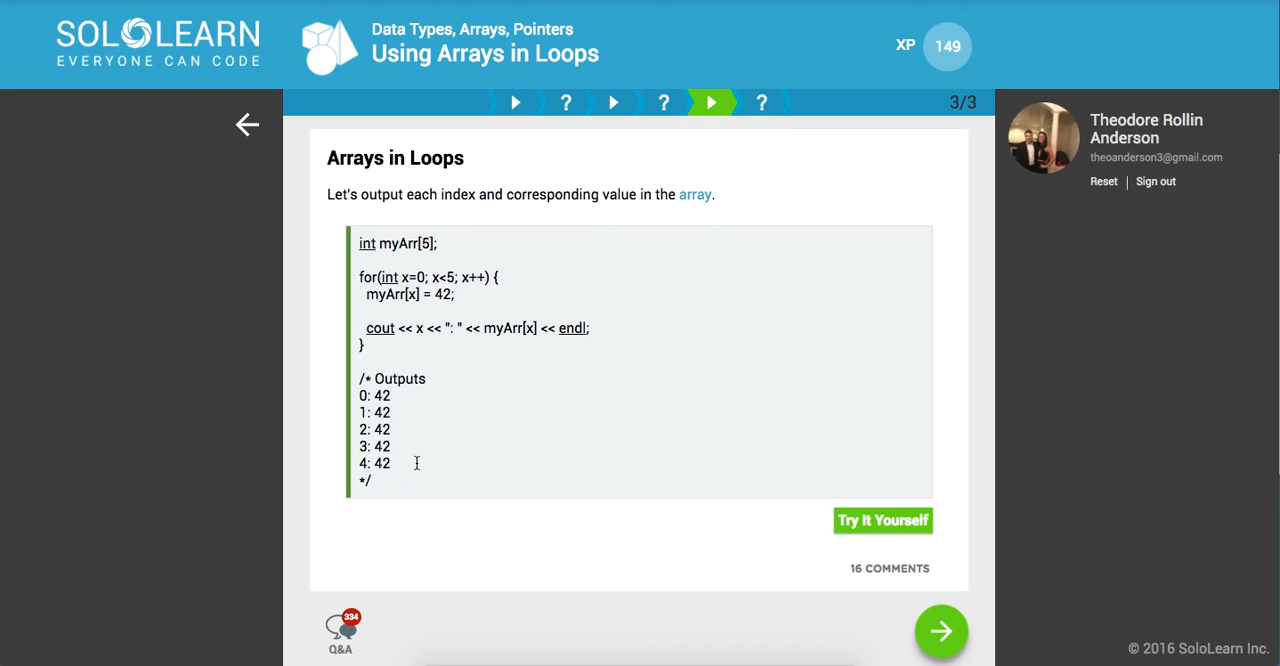 SOLOLEARN
EVERYONE CAN CODE
Data Types, Arrays, Pointers
Using Arrays in Loops
XP 149
? ? ?
3/3
Theodore Rollin
Anderson
theoanderson3@gmail.com
Reset | Sign out
Arrays in Loops
Let's output each index and corresponding value in the array.
int myArr[5];
for(int x=0; x<5; x++) {
myArr[x] = 42;
cout << x << ": " << myArr[x] << endl;
}
/* Outputs
0: 42
1: 42
2: 42
3: 42
4: 42
*/
Try It Yourself
16 COMMENTS
334
Q&A
© 2016 SoloLearn Inc.